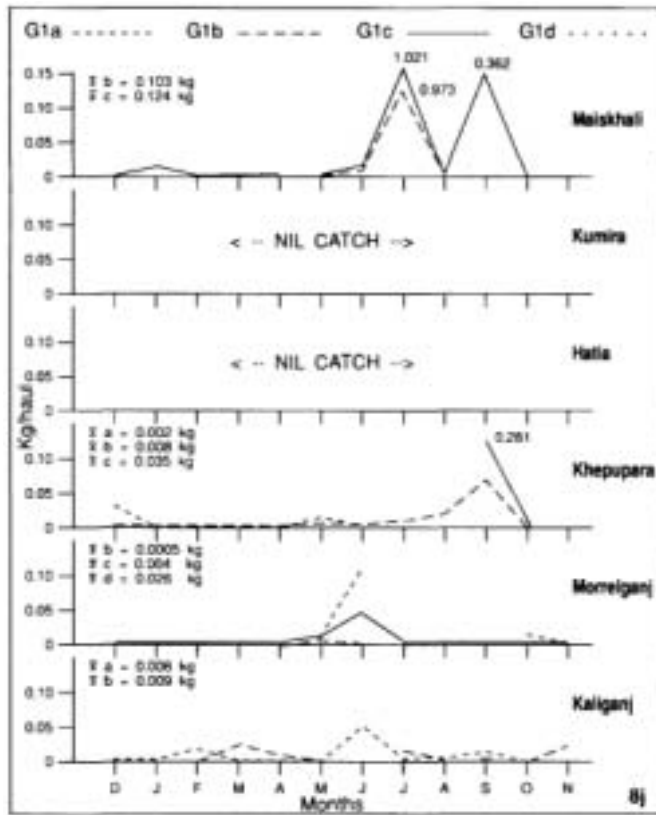 G1a G1b G1c G1d
1.021 0.362
0.15
x̄ b = 0.103 kg
x̄ c = 0.124 kg
0.973
0.10
Maiskhali
0.05
0
0.10
Kumira
< -- NIL CATCH -- >
0.05
0
0.10
Hatia
< -- NIL CATCH -- >
0.05
0
Kg/haul
x̄ a = 0.002 kg
x̄ b = 0.008 kg
x̄ c = 0.035 kg
0.10
0.281
Khepupara
0.05
0
x̄ b = 0.0005 kg
x̄ c = 0.064 kg
x̄ d = 0.026 kg
0.10
Morrelganj
0.05
0
x̄ a = 0.006 kg
x̄ b = 0.009 kg
0.10
Kaliganj
0.05
0
D J F M A M J J A S O N
Months
8j